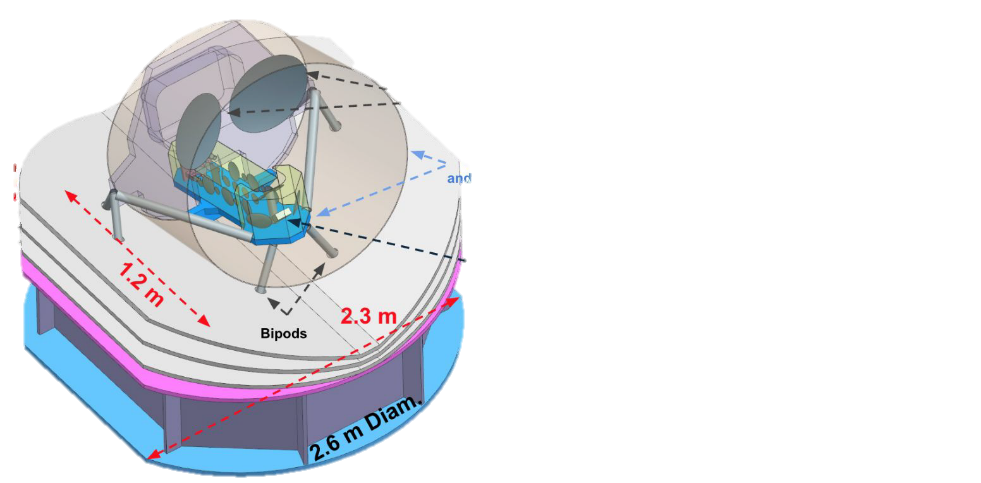 and
1.2 m
2.3 m
Bipods
2.6 m Diam.